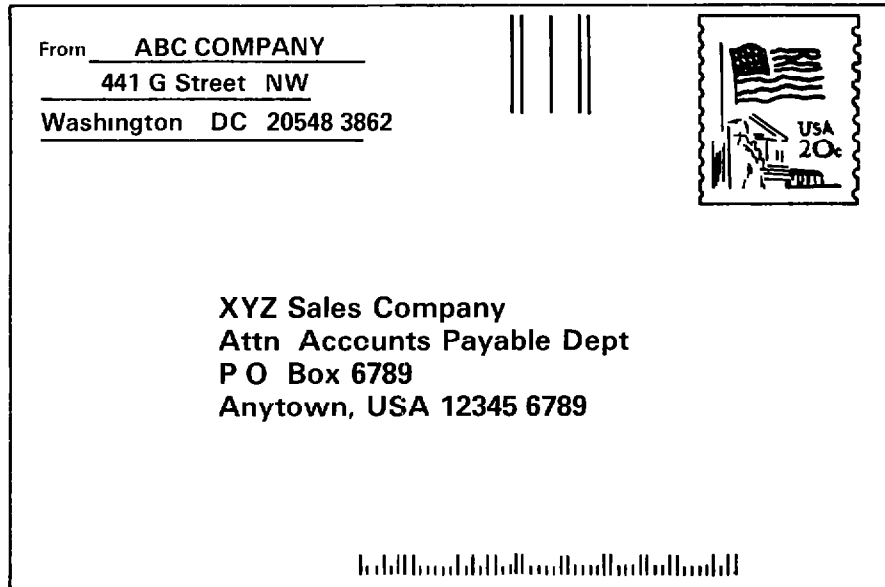 From ABC COMPANY
441 G Street NW
Washington DC 20548 3862
USA
20c
XYZ Sales Company
Attn Acccunts Payable Dept
P O Box 6789
Anytown, USA 12345 6789